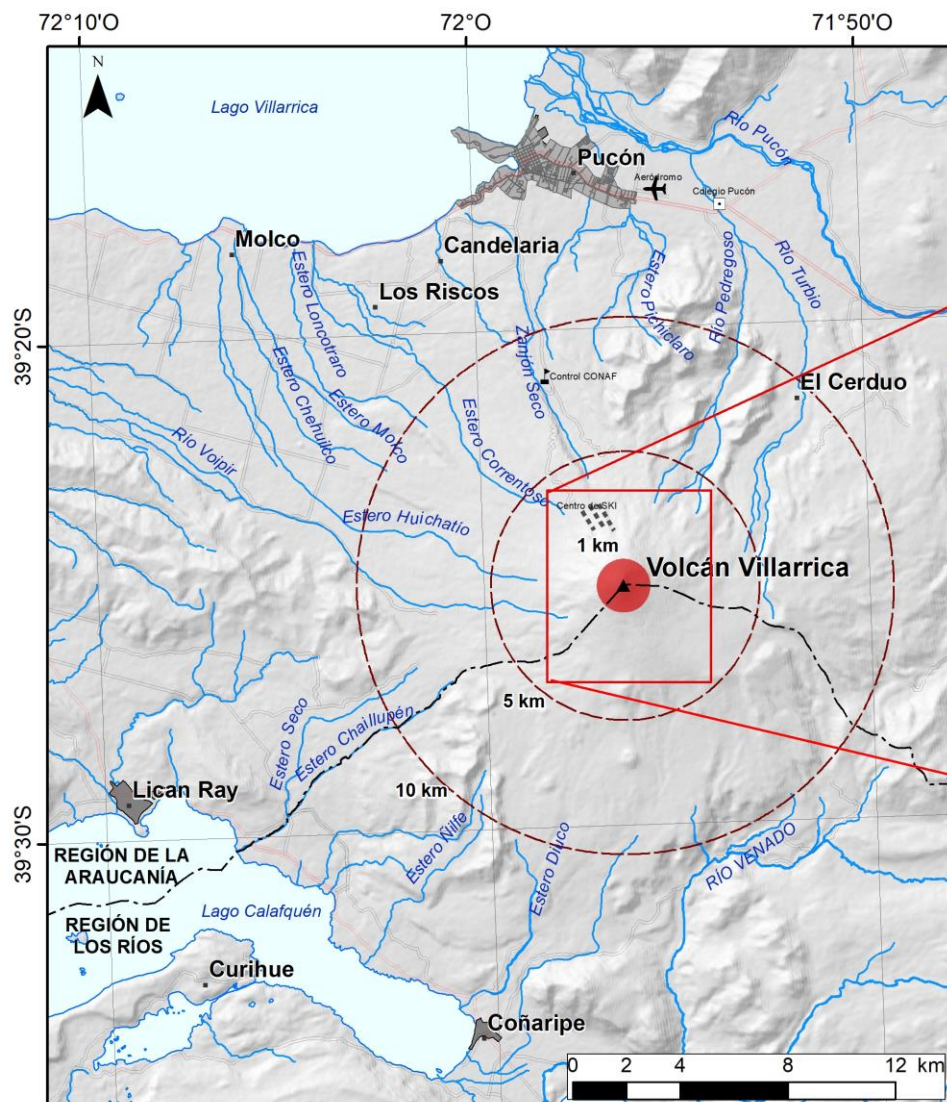 72°10'O
72°O
71°50'O
N
Lago Villarrica
Río Pucón
Pucón
Aeródromo
Colegio Pucón
Molco
Candelaria
Estero Loncotraro
Los Riscos
Estero Pichiclaro
Río Pedregoso
Río Turbio
39°20'S
Zanjón Seco
Control CONAF
El Cerduo
Estero Chehuilco
Estero Molco
Río Voipir
Estero Correntoso
Estero Huichatio
Centro de SKI
1 km
Volcán Villarrica
5 km
Estero Seco
Estero Chaillupén
10 km
Lican Ray
39°30'S
Estero Ñilfe
Estero Diuco
RÍO VENADO
REGIÓN DE LA
ARAUCANÍA
REGIÓN DE
LOS RÍOS
Lago Calafquén
Curihue
Coñaripe
0 2 4 8 12 km